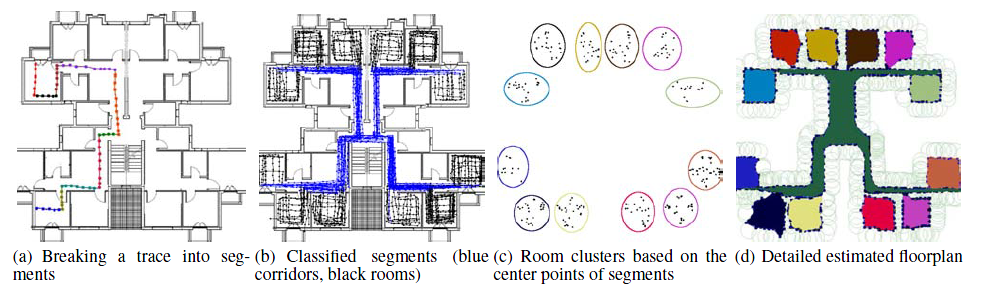 (a) Breaking a trace into seg-
ments
(b) Classified segments (blue
corridors, black rooms)
(c) Room clusters based on the
center points of segments
(d) Detailed estimated floorplan